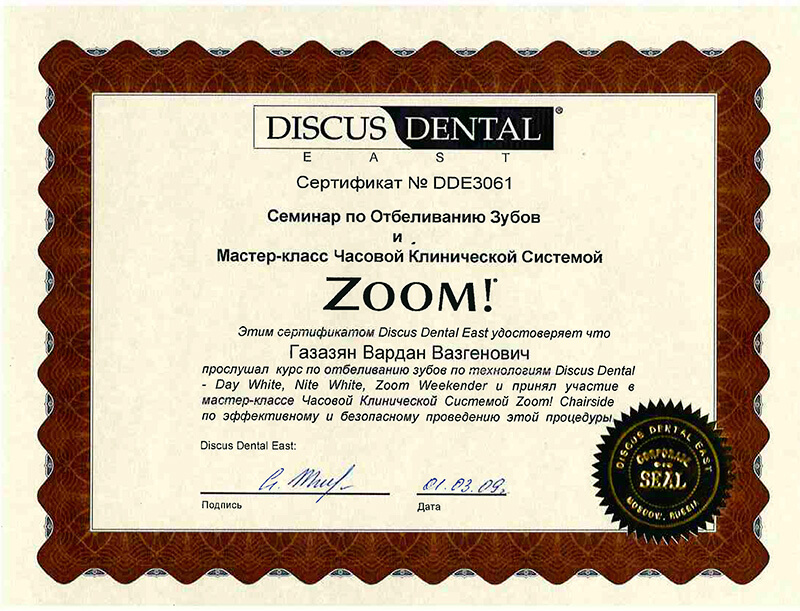 DISCUS DENTAL®
EAST
Сертификат № DDE3061
Семинар по Отбеливанию Зубов
и
Мастер-класс Часовой Клинической Системой
ZOOM!
Этим сертификатом Discus Dental East удостоверяет что
Газазян Вардан Вазгенович
прослушал курс по отбеливанию зубов по технологиям Discus Dental
- Day White, Nite White, Zoom Weekender и принял участие в
мастер-классе Часовой Клинической Системой Zoom! Chairside
по эффективному и безопасному проведению этой процедуры
Discus Dental East:
01.03.09г
Подпись
Дата
DISCUS DENTAL EAST
CORPORATE
SEAL
MOSCOW, RUSSIA